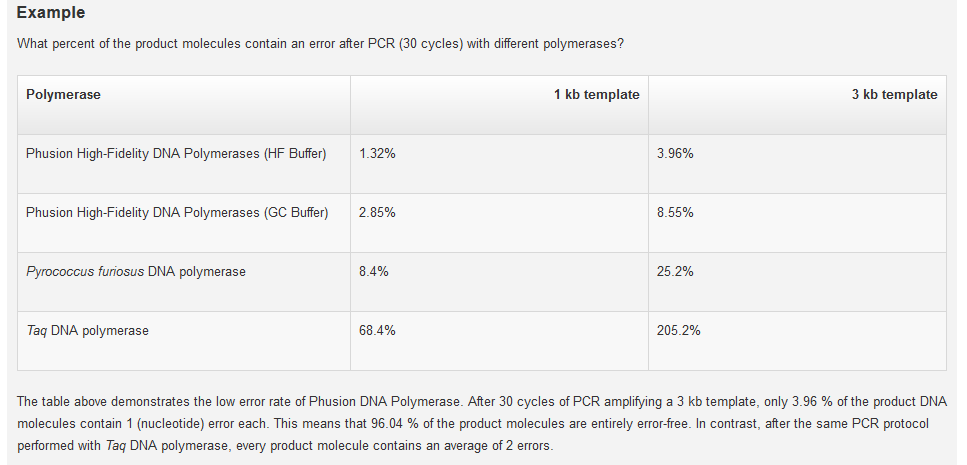 Example
What percent of the product molecules contain an error after PCR (30 cycles) with different polymerases?
Polymerase 1 kb template 3 kb template
Phusion High-Fidelity DNA Polymerases (HF Buffer) 1.32% 3.96%
Phusion High-Fidelity DNA Polymerases (GC Buffer) 2.85% 8.55%
Pyrococcus furiosus DNA polymerase 8.4% 25.2%
Taq DNA polymerase 68.4% 205.2%
The table above demonstrates the low error rate of Phusion DNA Polymerase. After 30 cycles of PCR amplifying a 3 kb template, only 3.96 % of the product DNA
molecules contain 1 (nucleotide) error each. This means that 96.04 % of the product molecules are entirely error-free. In contrast, after the same PCR protocol
performed with Taq DNA polymerase, every product molecule contains an average of 2 errors.